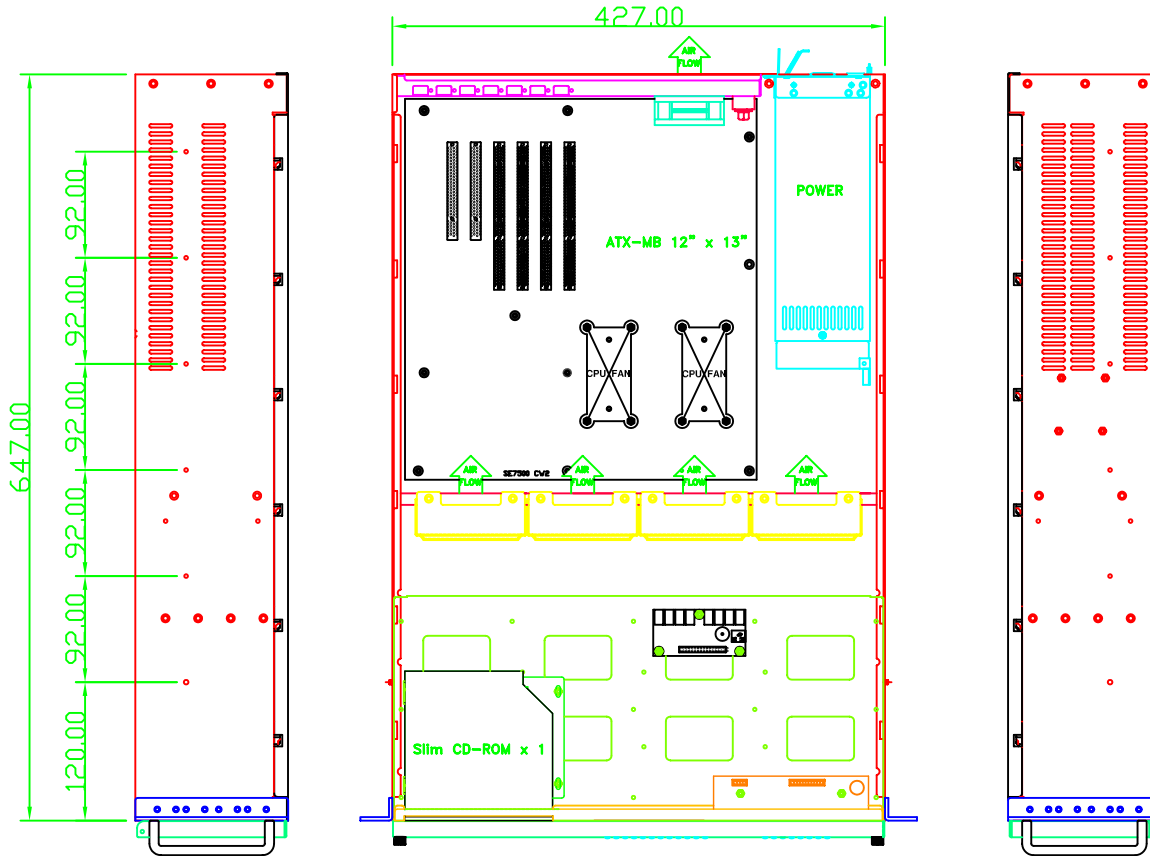 427.00
AIR
FLOW
POWER
92.00
ATX-MB 12" x 13"
92.00
92.00
CPU FAN
CPU FAN
647.00
SE7500 CW2
AIR
FLOW
AIR
FLOW
AIR
FLOW
AIR
FLOW
92.00
92.00
120.00
Slim CD-ROM x 1